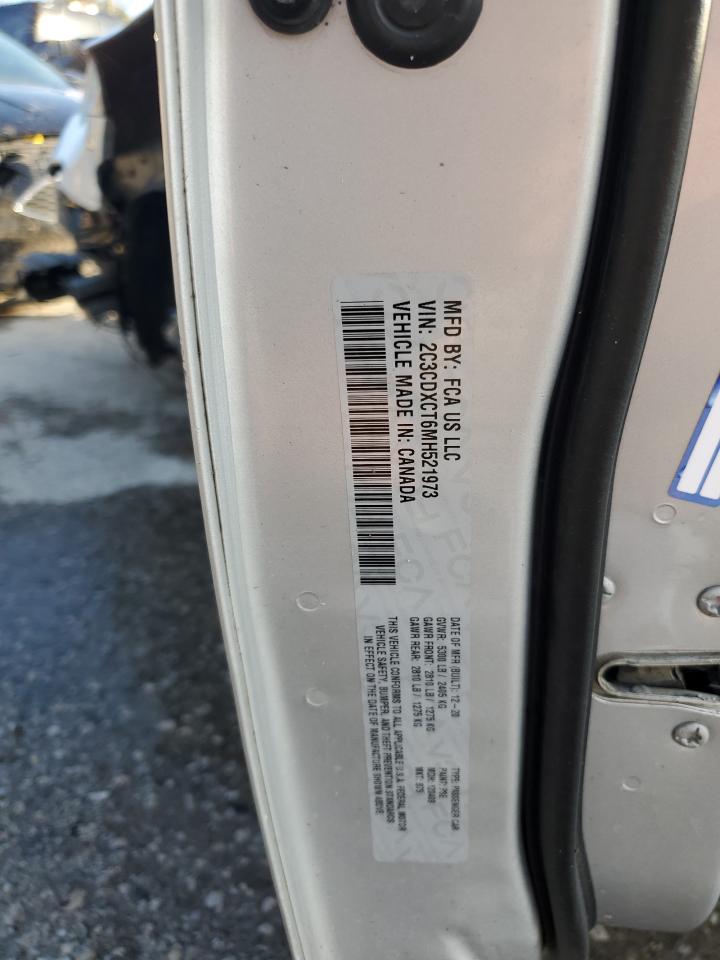 MFD BY: FCA US LLC
VIN: 2C3CDXCT6MH521973
VEHICLE MADE IN: CANADA
DATE OF MFR (BUILT): 12-20
GVWR: 5300 LB / 2405 KG
GAWR FRONT: 2810 LB / 1275 KG
GAWR REAR: 2810 LB / 1275 KG
TYPE: PASSENGER CAR
PAINT: PSE
MDH:
MKT:
THIS VEHICLE CONFORMS TO ALL APPLICABLE U.S.A. FEDERAL MOTOR
VEHICLE SAFETY, BUMPER, AND THEFT PREVENTION STANDARDS
IN EFFECT ON THE DATE OF MANUFACTURE SHOWN ABOVE.